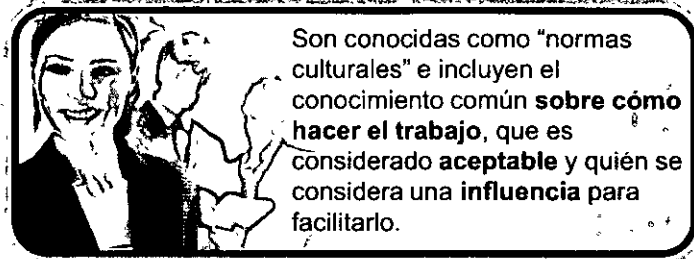 Son conocidas como "normas
culturales" e incluyen el
conocimiento común sobre cómo
hacer el trabajo, que es
considerado aceptable y quién se
considera una influencia para
facilitarlo.